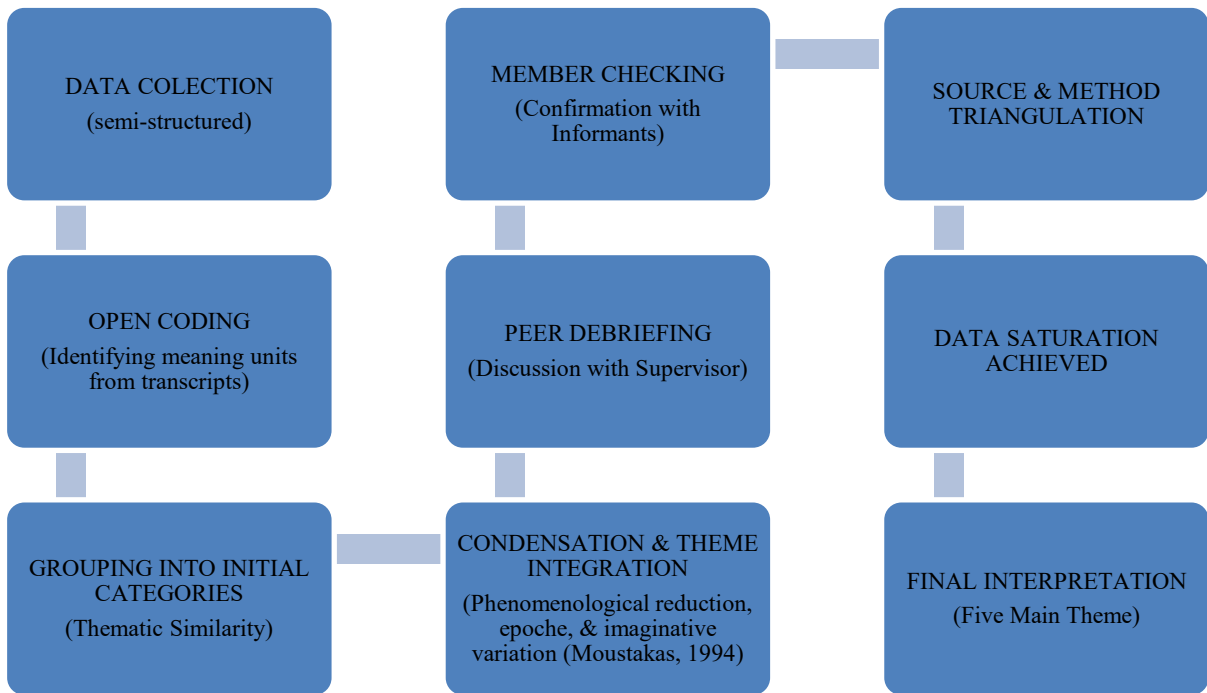 DATA COLECTION
(semi-structured)
OPEN CODING
(Identifying meaning units
from transcripts)
GROUPING INTO INITIAL
CATEGORIES
(Thematic Similarity)
CONDENSATION & THEME
INTEGRATION
(Phenomenological reduction,
epoche, & imaginative
variation (Moustakas, 1994)
PEER DEBRIEFING
(Discussion with Supervisor)
MEMBER CHECKING
(Confirmation with
Informants)
SOURCE & METHOD
TRIANGULATION
DATA SATURATION
ACHIEVED
FINAL INTERPRETATION
(Five Main Theme)